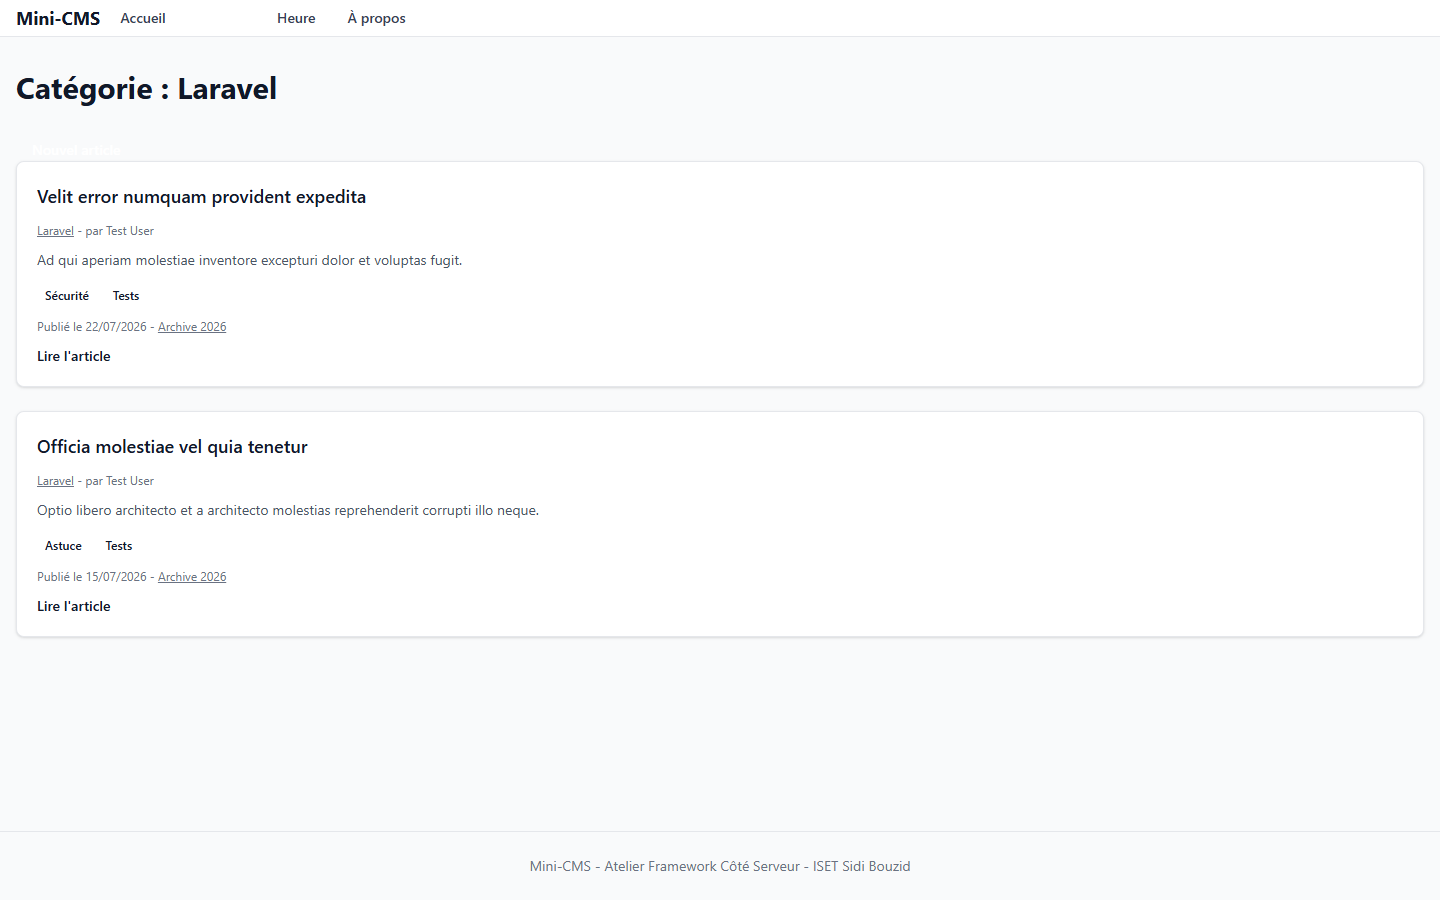 Mini-CMS Accueil Heure À propos
Catégorie : Laravel
Nouvel article
Velit error numquam provident expedita
Laravel - par Test User
Ad qui aperiam molestiae inventore excepturi dolor et voluptas fugit.
Sécurité Tests
Publié le 22/07/2026 - Archive 2026
Lire l'article
Officia molestiae vel quia tenetur
Laravel - par Test User
Optio libero architecto et a architecto molestias reprehenderit corrupti illo neque.
Astuce Tests
Publié le 15/07/2026 - Archive 2026
Lire l'article
Mini-CMS - Atelier Framework Côté Serveur - ISET Sidi Bouzid